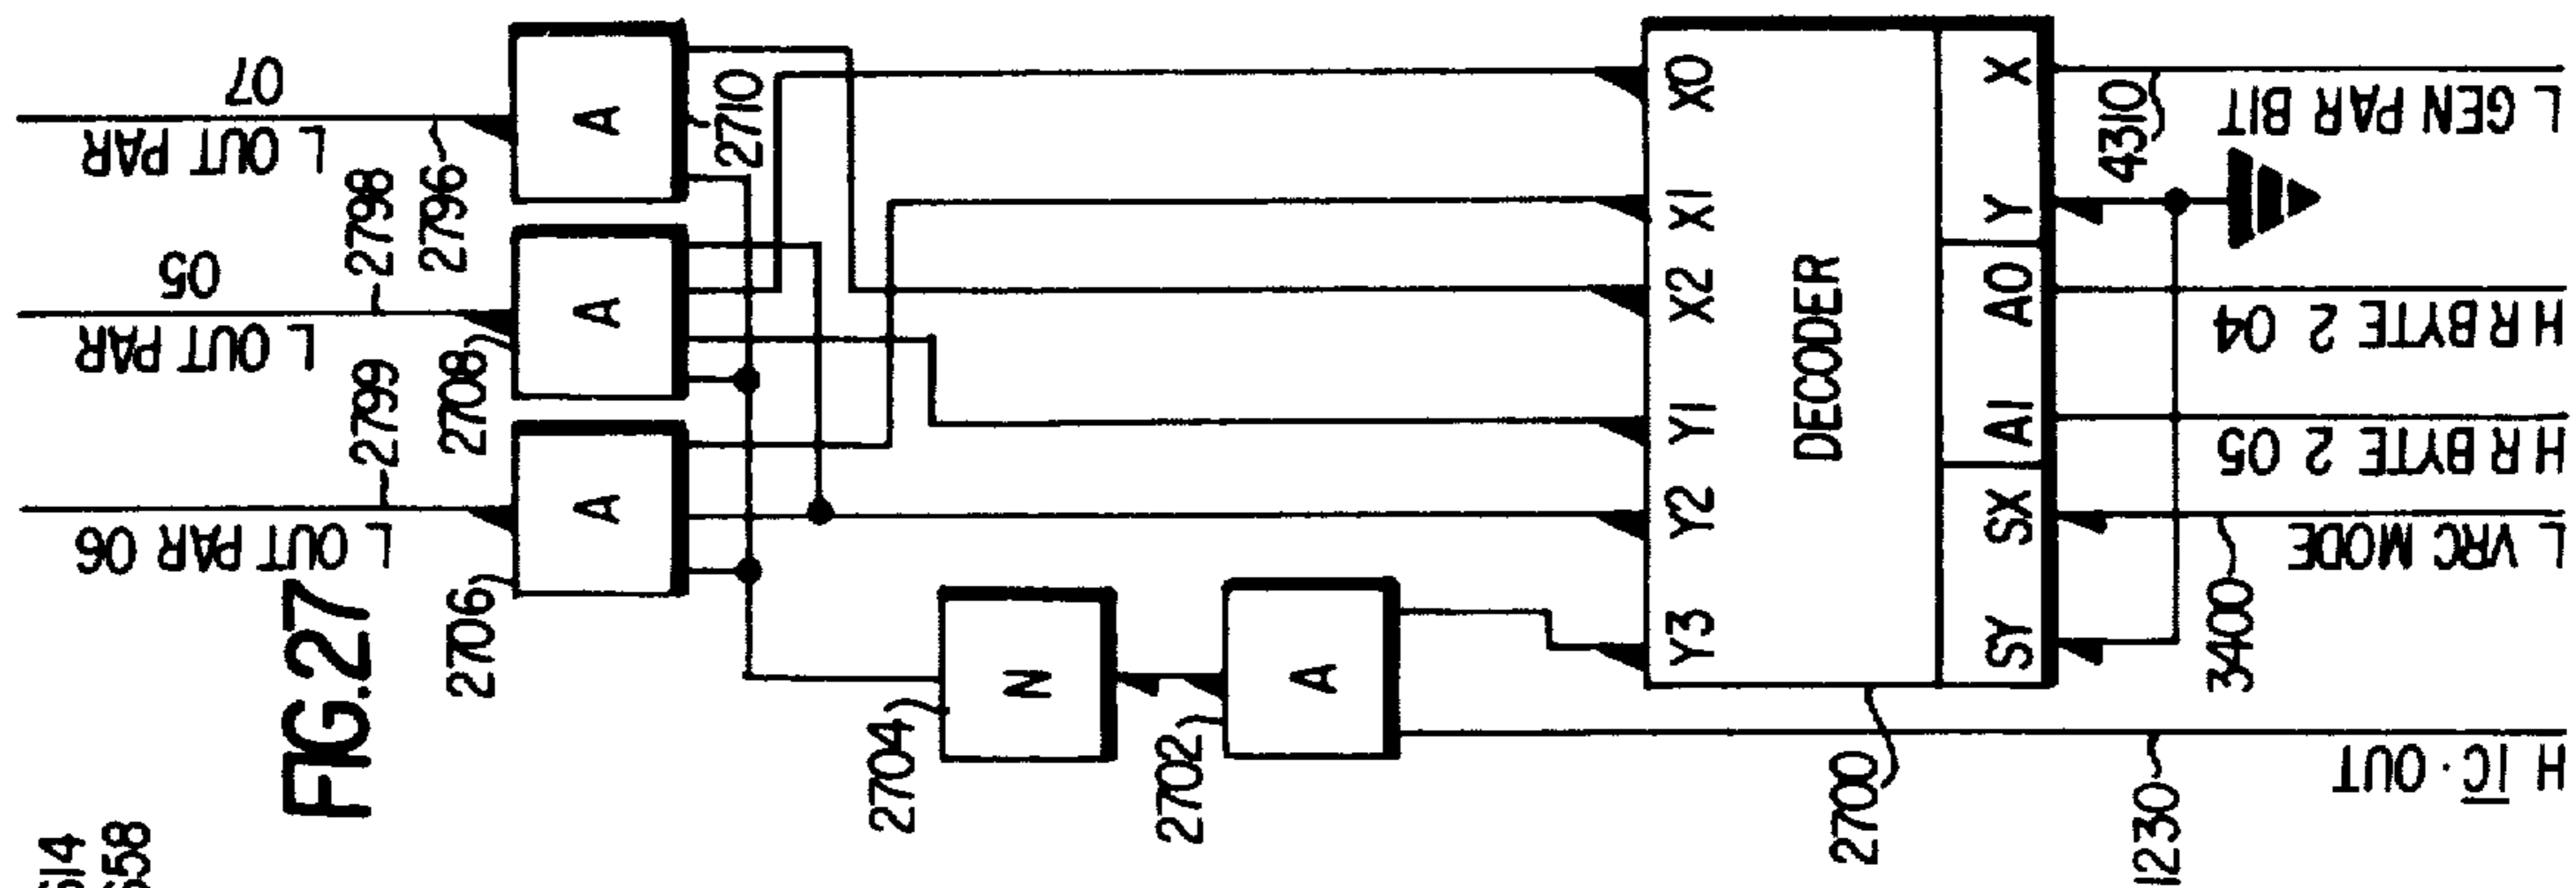 614
658
FIG.27
L OUT PAR
07
L OUT PAR
05
L OUT PAR 06
2796
2798
2799
2710
2708
2706
A
A
A
N
A
2704
2702
X0
X1
X2
Y1
Y2
Y3
DECODER
X
Y
A0
A1
SX
SY
2700
4310
3400
1230
L GEN PAR BIT
H R BYTE 2 04
H R BYTE 2 05
L VRC MODE
H I̅C̅·OUT